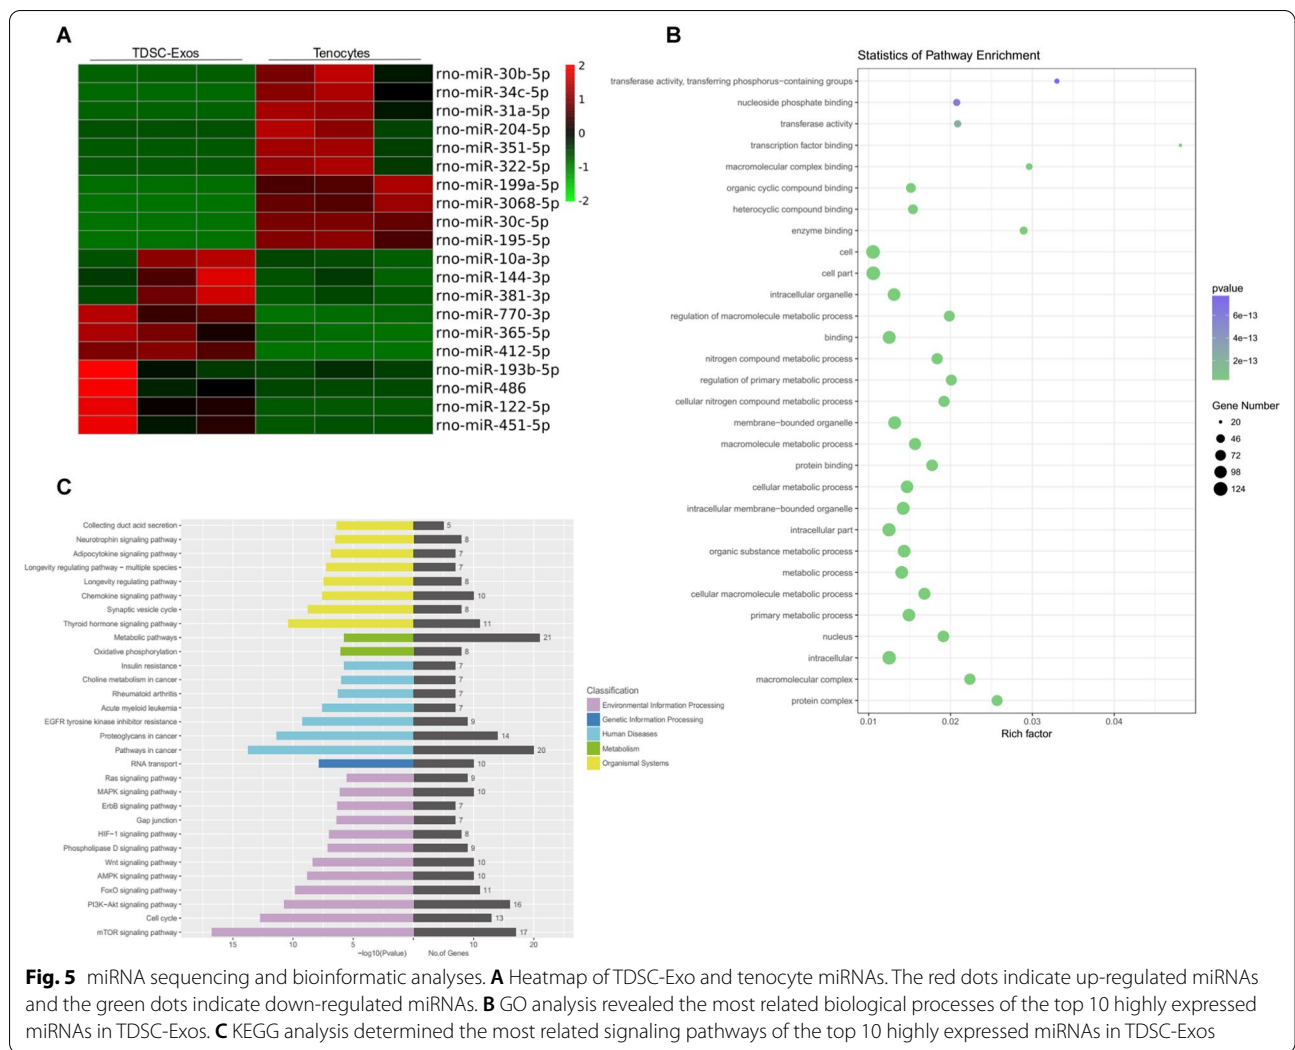 A
TDSC-Exos
Tenocytes
rno-miR-30b-5p
rno-miR-34c-5p
rno-miR-31a-5p
rno-miR-204-5p
rno-miR-351-5p
rno-miR-322-5p
rno-miR-199a-5p
rno-miR-3068-5p
rno-miR-30c-5p
rno-miR-195-5p
rno-miR-10a-3p
rno-miR-144-3p
rno-miR-381-3p
rno-miR-770-3p
rno-miR-365-5p
rno-miR-412-5p
rno-miR-193b-5p
rno-miR-486
rno-miR-122-5p
rno-miR-451-5p
2
1
0
-1
-2
B
Statistics of Pathway Enrichment
transferase activity, transferring phosphorus-containing groups
nucleoside phosphate binding
transferase activity
transcription factor binding
macromolecular complex binding
organic cyclic compound binding
heterocyclic compound binding
enzyme binding
cell
cell part
intracellular organelle
regulation of macromolecule metabolic process
binding
nitrogen compound metabolic process
regulation of primary metabolic process
cellular nitrogen compound metabolic process
membrane-bounded organelle
macromolecule metabolic process
protein binding
cellular metabolic process
intracellular membrane-bounded organelle
intracellular part
organic substance metabolic process
metabolic process
cellular macromolecule metabolic process
primary metabolic process
nucleus
intracellular
macromolecular complex
protein complex
0.01 0.02 0.03 0.04
Rich factor
pvalue
6e-13
4e-13
2e-13
Gene Number
20
46
72
98
124
C
Collecting duct acid secretion 5
Neurotrophin signaling pathway 8
Adipocytokine signaling pathway 7
Longevity regulating pathway − multiple species 7
Longevity regulating pathway 8
Chemokine signaling pathway 10
Synaptic vesicle cycle 8
Thyroid hormone signaling pathway 11
Metabolic pathways 21
Oxidative phosphorylation 8
Insulin resistance 7
Choline metabolism in cancer 7
Rheumatoid arthritis 7
Acute myeloid leukemia 7
EGFR tyrosine kinase inhibitor resistance 9
Proteoglycans in cancer 14
Pathways in cancer 20
RNA transport 10
Ras signaling pathway 9
MAPK signaling pathway 10
ErbB signaling pathway 7
Gap junction 7
HIF−1 signaling pathway 8
Phospholipase D signaling pathway 9
Wnt signaling pathway 10
AMPK signaling pathway 10
FoxO signaling pathway 11
PI3K−Akt signaling pathway 16
Cell cycle 13
mTOR signaling pathway 17
15 10 5 10 20
−log10(Pvalue) No.of Genes
Classification
Environmental Information Processing
Genetic Information Processing
Human Diseases
Metabolism
Organismal Systems
Fig. 5 miRNA sequencing and bioinformatic analyses. A Heatmap of TDSC-Exo and tenocyte miRNAs. The red dots indicate up-regulated miRNAs
and the green dots indicate down-regulated miRNAs. B GO analysis revealed the most related biological processes of the top 10 highly expressed
miRNAs in TDSC-Exos. C KEGG analysis determined the most related signaling pathways of the top 10 highly expressed miRNAs in TDSC-Exos